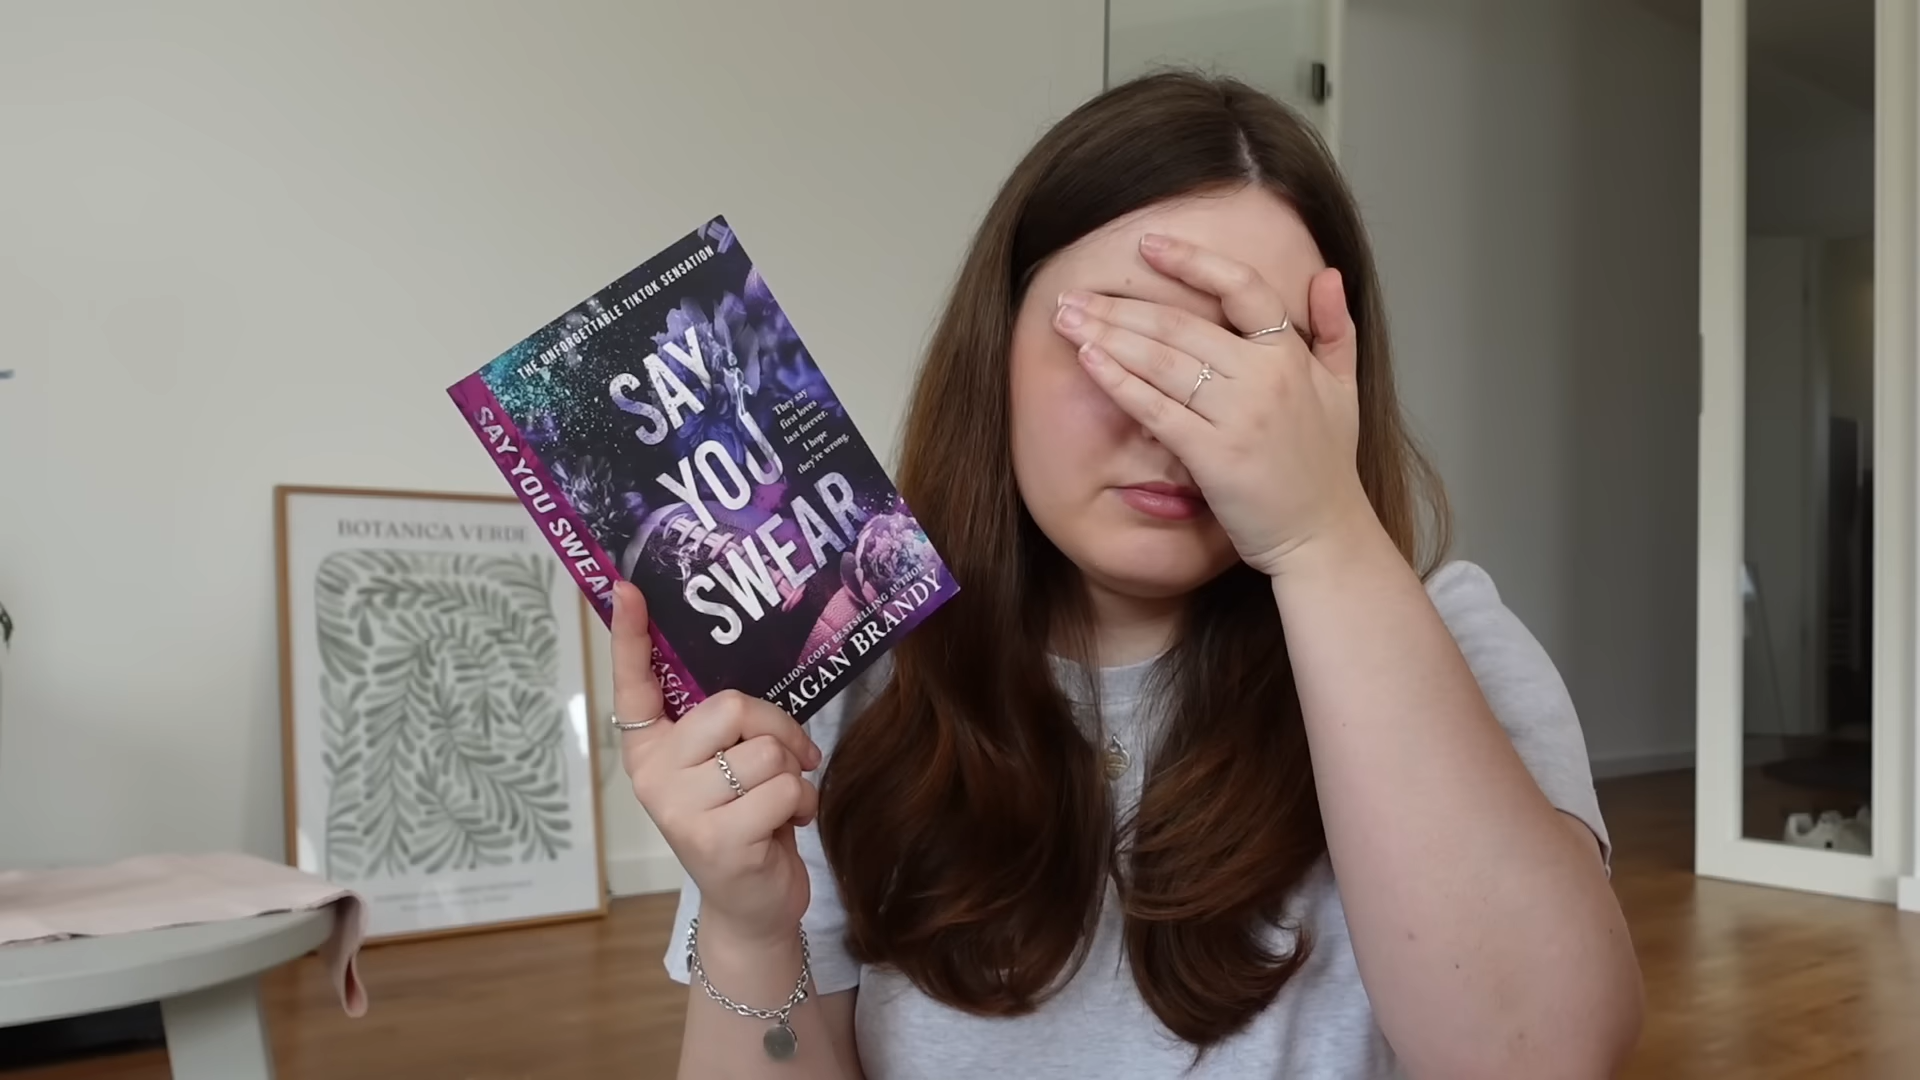 THE UNFORGETTABLE TIKTOK SENSATION
SAY
YOU
SWEAR
They say
first loves
last forever.
I hope
they're wrong.
MILLION-COPY BESTSELLING AUTHOR
EAGAN BRANDY
SAY YOU SWEAR
BOTANICA VERDE